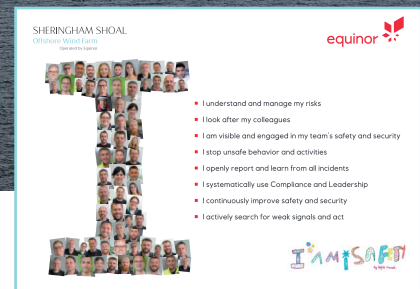 SHERINGHAM SHOAL
Offshore Wind Farm
Operated by Equinor
equinor
I understand and manage my risks
I look after my colleagues
I am visible and engaged in my team's safety and security
I stop unsafe behavior and activities
I openly report and learn from all incidents
I systematically use Compliance and Leadership
I continuously improve safety and security
I actively search for weak signals and act
I AM SAFETY